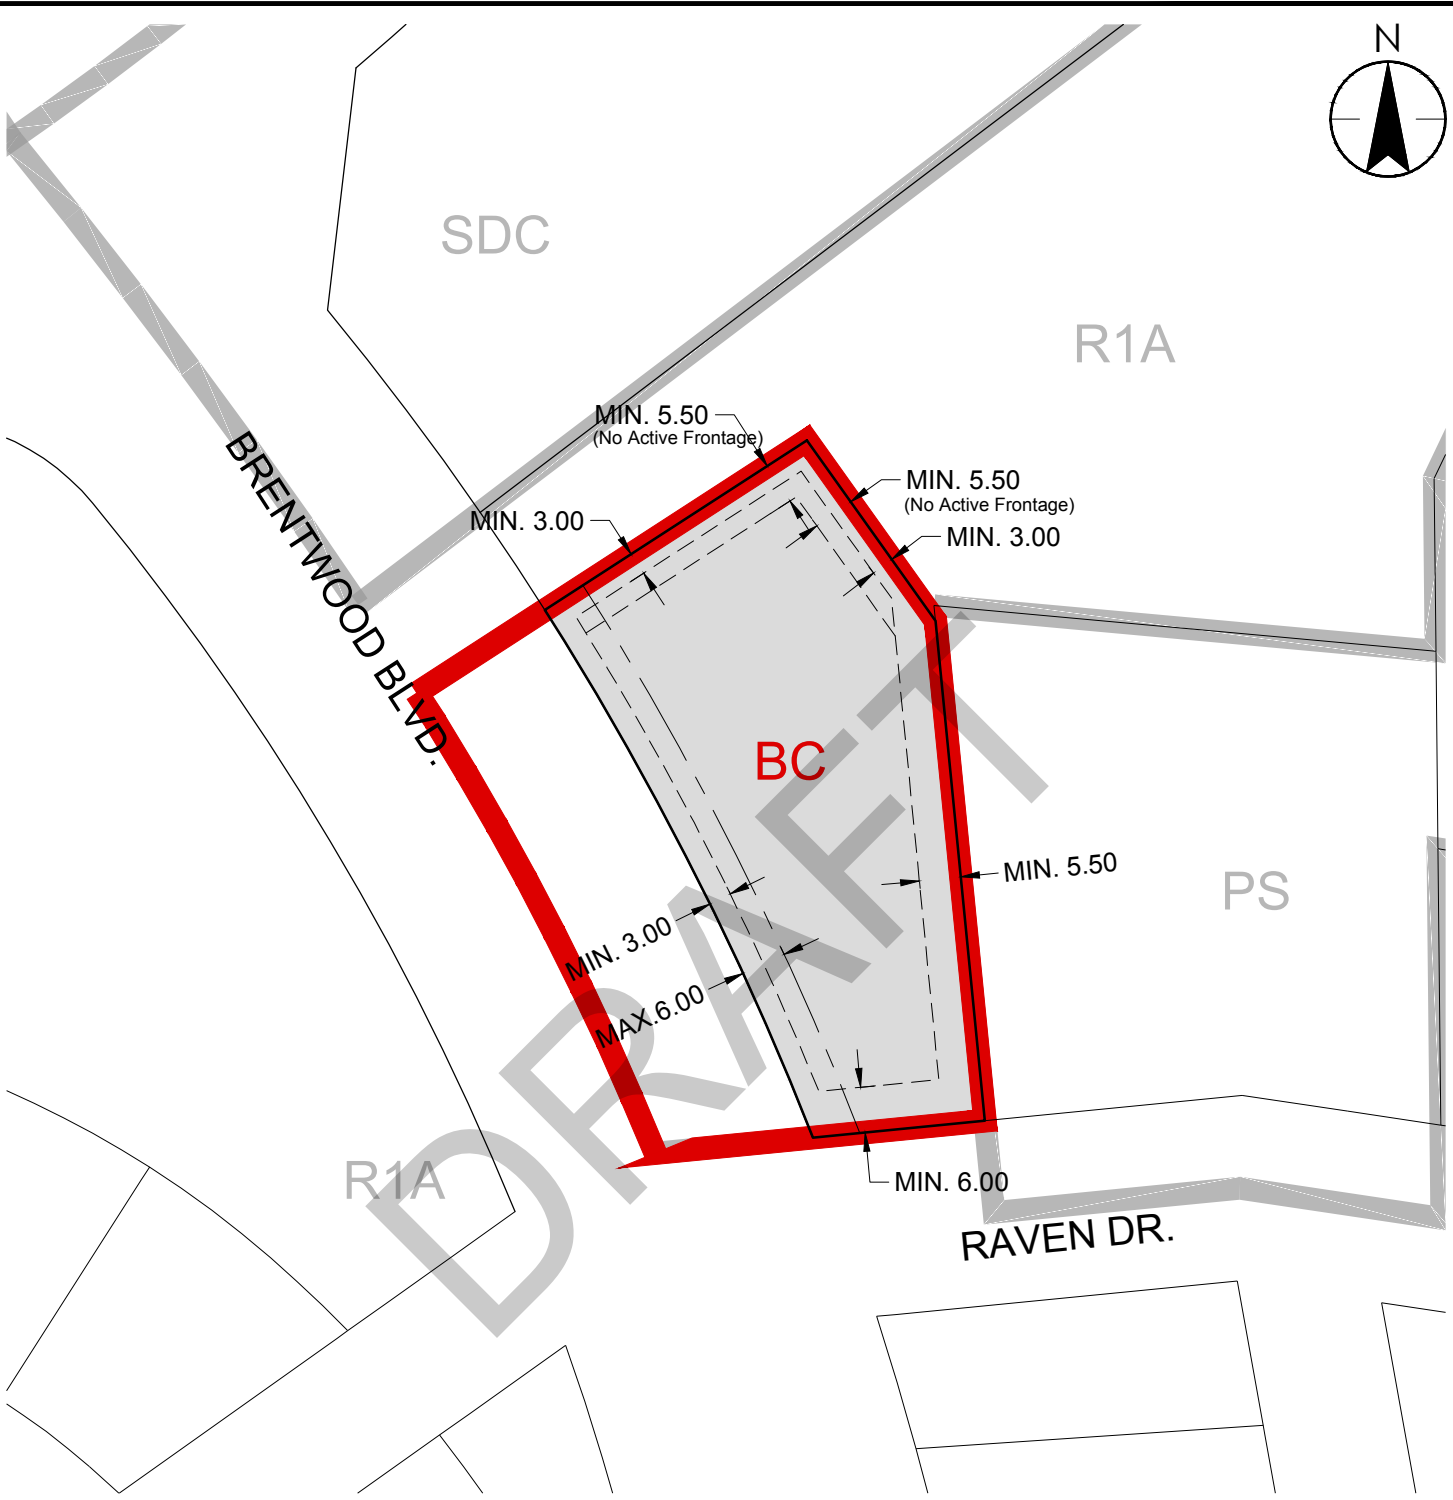 N
SDC
R1A
MIN. 5.50
(No Active Frontage)
MIN. 5.50
(No Active Frontage)
MIN. 3.00
MIN. 3.00
BRENTWOOD BLVD.
BC
MIN. 5.50
PS
MIN. 3.00
MAX.6.00
DRAFT
R1A
MIN. 6.00
RAVEN DR.